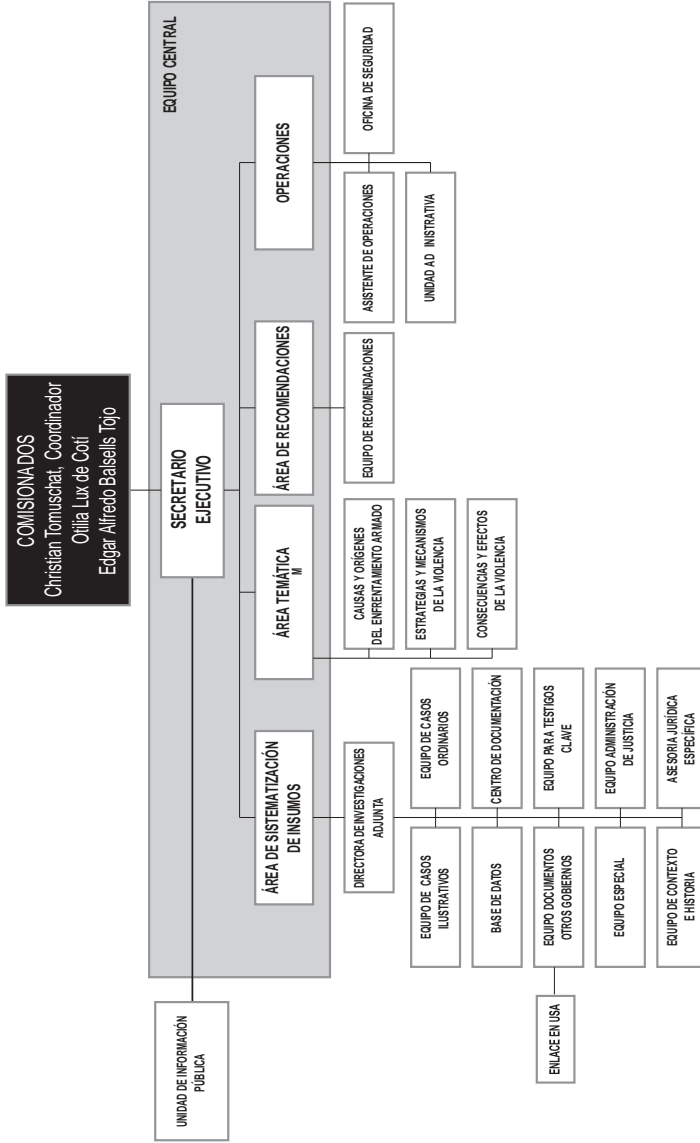 COMISIONADOS
Christian Tomuschat, Coordinador
Otilia Lux de Cotí
Edgar Alfredo Balsells Tojo
EQUIPO CENTRAL
SECRETARIO
EJECUTIVO
UNIDAD DE INFORMACIÓN
PÚBLICA
ÁREA DE SISTEMATIZACIÓN
DE INSUMOS
ÁREA TEMÁTICA
M
ÁREA DE RECOMENDACIONES
OPERACIONES
DIRECTORA DE INVESTIGACIONES
ADJUNTA
EQUIPO DE CASOS
ILUSTRATIVOS
EQUIPO DE CASOS
ORDINARIOS
BASE DE DATOS
CENTRO DE DOCUMENTACIÓN
ENLACE EN USA
EQUIPO DOCUMENTOS
OTROS GOBIERNOS
EQUIPO PARA TESTIGOS
CLAVE
EQUIPO ESPECIAL
EQUIPO ADMINISTRACIÓN
DE JUSTICIA
EQUIPO DE CONTEXTO
E HISTORIA
ASESORIA JURÍDICA
ESPECÍFICA
CAUSAS Y ORÍGENES
DEL ENFRENTAMIENTO ARMADO
ESTRATEGIAS Y MECANISMOS
DE LA VIOLENCIA
CONSECUENCIAS Y EFECTOS
DE LA VIOLENCIA
EQUIPO DE RECOMENDACIONES
ASISTENTE DE OPERACIONES
OFICINA DE SEGURIDAD
UNIDAD AD INISTRATIVA